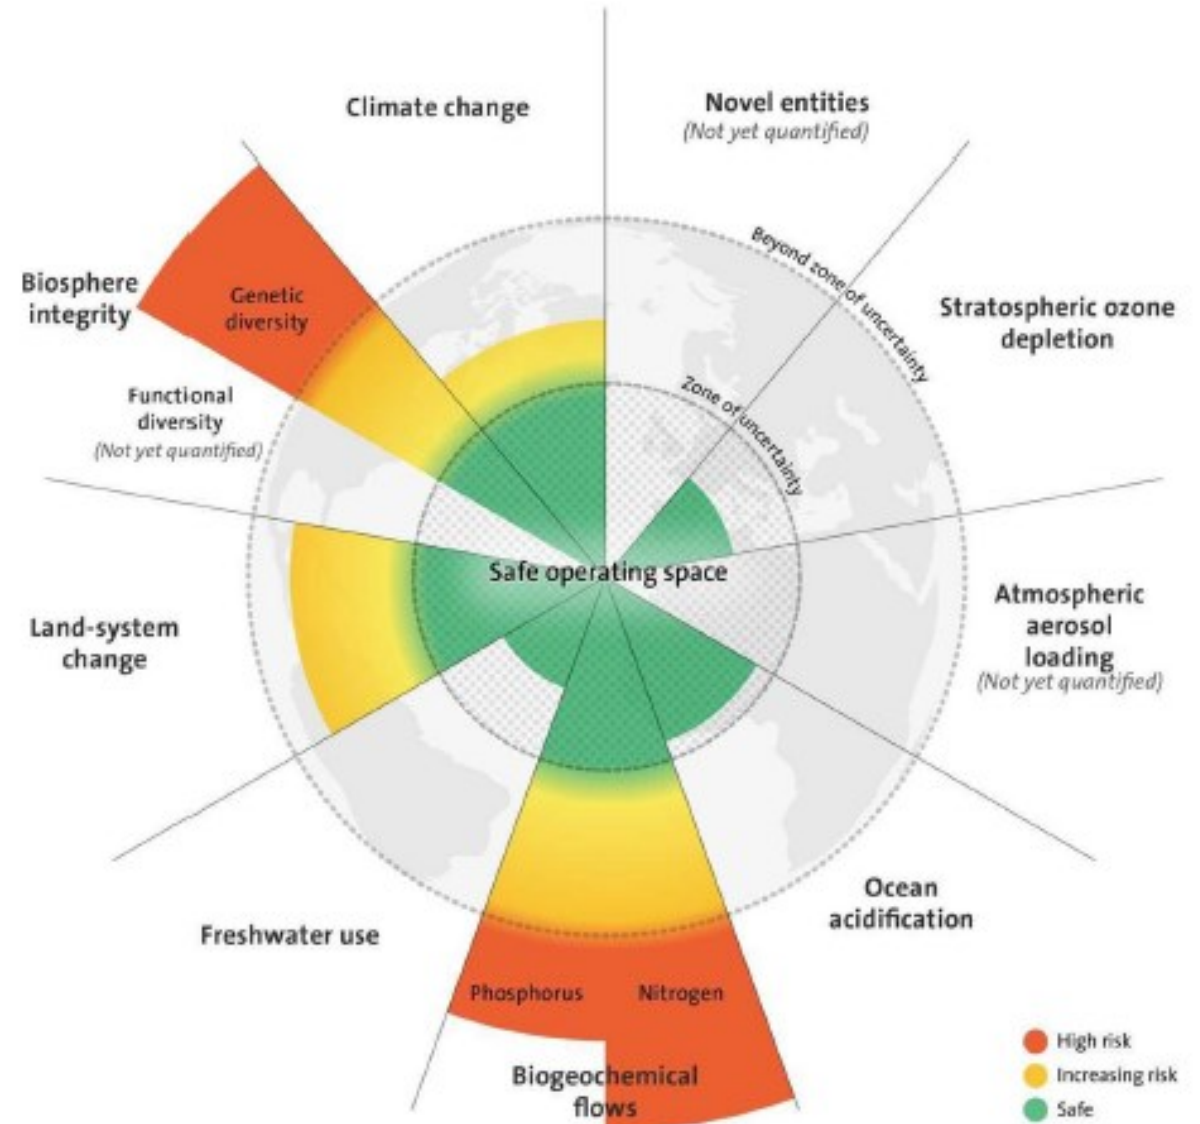 Climate change
Novel entities
(Not yet quantified)
Beyond zone of uncertainty
Biosphere
integrity
Genetic
diversity
Stratospheric ozone
depletion
Functional
diversity
(Not yet quantified)
Zone of uncertainty
Safe operating space
Land-system
change
Atmospheric
aerosol
loading
(Not yet quantified)
Ocean
acidification
Freshwater use
Phosphorus
Nitrogen
Biogeochemical
flows
High risk
Increasing risk
Safe